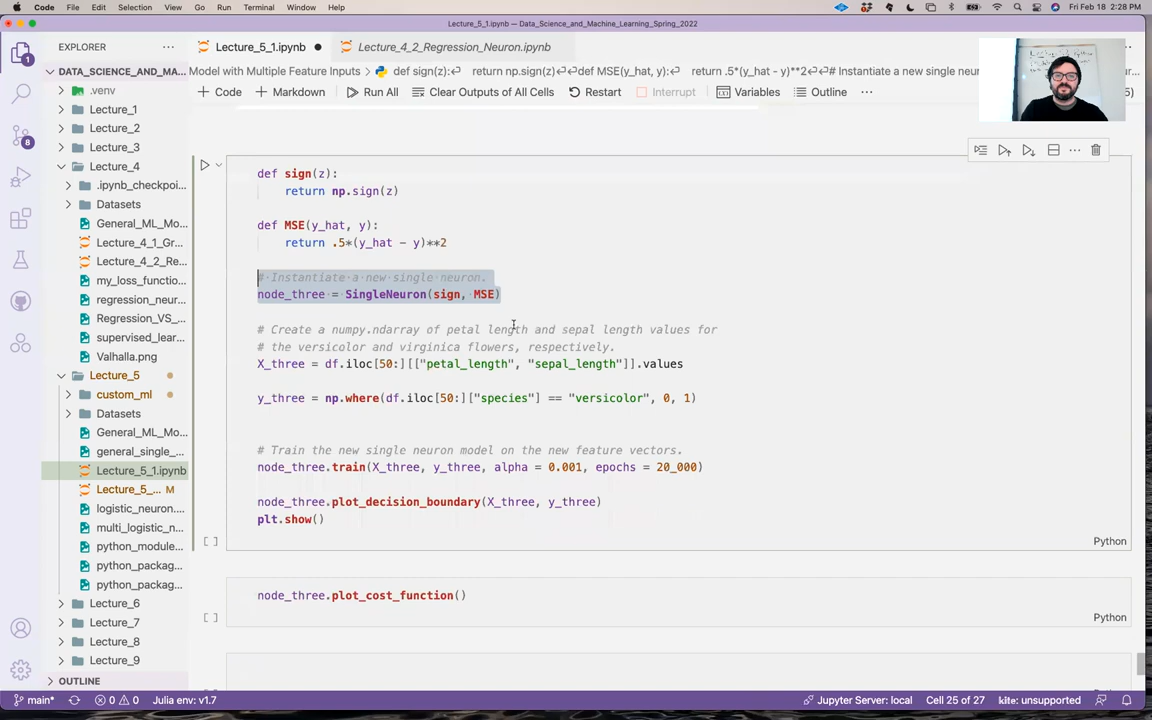 Code File Edit Selection View Go Run Terminal Window Help Fri Feb 18 2:28 PM
Lecture_5_1.ipynb — Data_Science_and_Machine_Learning_Spring_2022
EXPLORER
Lecture_5_1.ipynb
Lecture_4_2_Regression_Neuron.ipynb
DATA_SCIENCE_AND_MA...
Model with Multiple Feature Inputs > def sign(z):↵ return np.sign(z)↵↵def MSE(y_hat, y):↵ return .5*(y_hat - y)**2↵↵# Instantiate a new single neur
+ Code + Markdown Run All Clear Outputs of All Cells Restart Interrupt Variables Outline ...
.venv
Lecture_1
Lecture_2
Lecture_3
Lecture_4
.ipynb_checkpoi...
Datasets
General_ML_Mo...
Lecture_4_1_Gr...
Lecture_4_2_Re...
my_loss_functio...
regression_neur...
Regression_VS_...
supervised_lear...
Valhalla.png
Lecture_5
custom_ml
Datasets
General_ML_Mo...
general_single_...
Lecture_5_1.ipynb
Lecture_5_... M
logistic_neuron....
multi_logistic_n...
python_module...
python_packag...
python_packag...
Lecture_6
Lecture_7
Lecture_8
Lecture_9
OUTLINE
def sign(z):
return np.sign(z)
def MSE(y_hat, y):
return .5*(y_hat - y)**2
# Instantiate a new single neuron.
node_three = SingleNeuron(sign, MSE)
# Create a numpy.ndarray of petal length and sepal length values for
# the versicolor and virginica flowers, respectively.
X_three = df.iloc[50:][["petal_length", "sepal_length"]].values
y_three = np.where(df.iloc[50:]["species"] == "versicolor", 0, 1)
# Train the new single neuron model on the new feature vectors.
node_three.train(X_three, y_three, alpha = 0.001, epochs = 20_000)
node_three.plot_decision_boundary(X_three, y_three)
plt.show()
[ ] Python
node_three.plot_cost_function()
[ ] Python
main* 0 0 Julia env: v1.7 Jupyter Server: local Cell 25 of 27 kite: unsupported